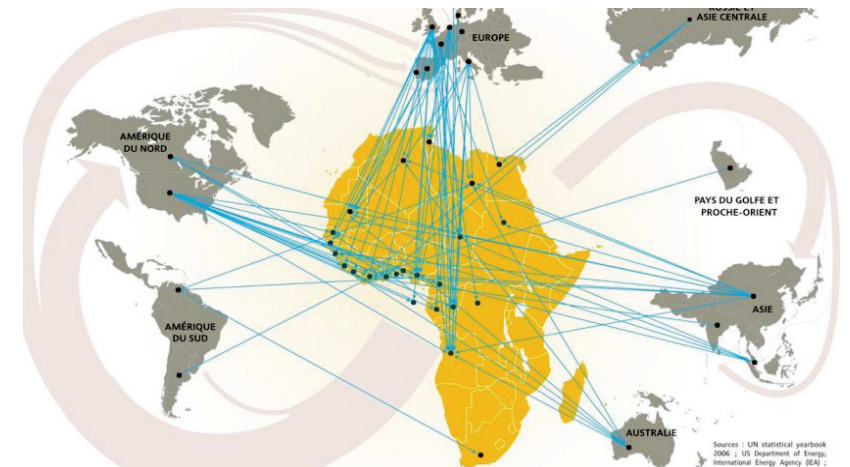 RUSSIE ET
ASIE CENTRALE
EUROPE
AMÉRIQUE
DU NORD
PAYS DU GOLFE ET
PROCHE-ORIENT
ASIE
AMÉRIQUE
DU SUD
AUSTRALIE
Sources : UN statistical yearbook
2006 ; US Department of Energy,
International Energy Agency (IEA) ;